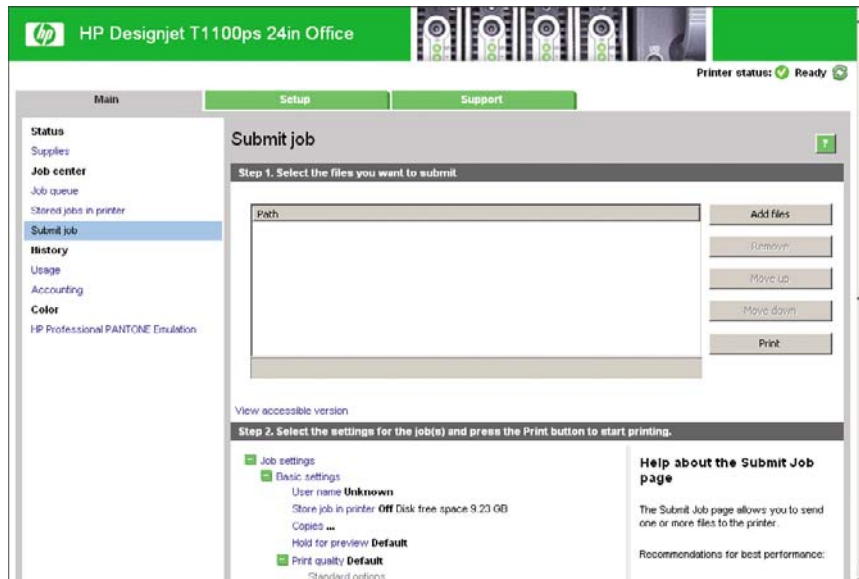 hp HP Designjet T1100ps 24in Office
Printer status: Ready
Main Setup Support
Status
Supplies
Job center
Job queue
Stored jobs in printer
Submit job
History
Usage
Accounting
Color
HP Professional PANTONE Emulation
Submit job ?
Step 1. Select the files you want to submit
Path
Add files
Remove
Move up
Move down
Print
View accessible version
Step 2. Select the settings for the job(s) and press the Print button to start printing.
Job settings
Basic settings
User name Unknown
Store job in printer Off Disk free space 9.23 GB
Copies ...
Hold for preview Default
Print quality Default
Standard options
Help about the Submit Job
page
The Submit Job page allows you to send
one or more files to the printer.
Recommendations for best performance: